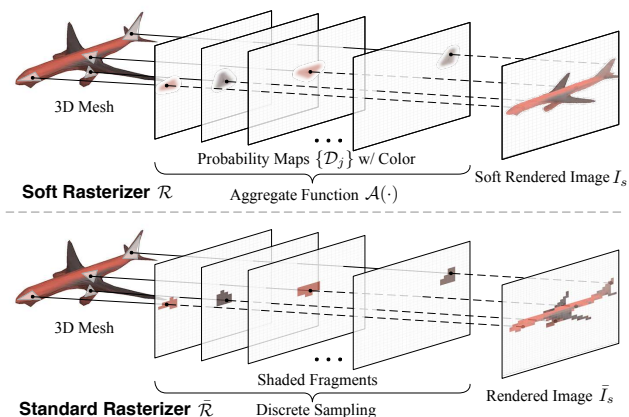 3D Mesh
Probability Maps {𝒟ⱼ} w/ Color
Soft Rendered Image Iₛ
Soft Rasterizer ℛ
Aggregate Function 𝒜(·)
3D Mesh
Shaded Fragments
Rendered Image Īₛ
Standard Rasterizer ℛ̄
Discrete Sampling